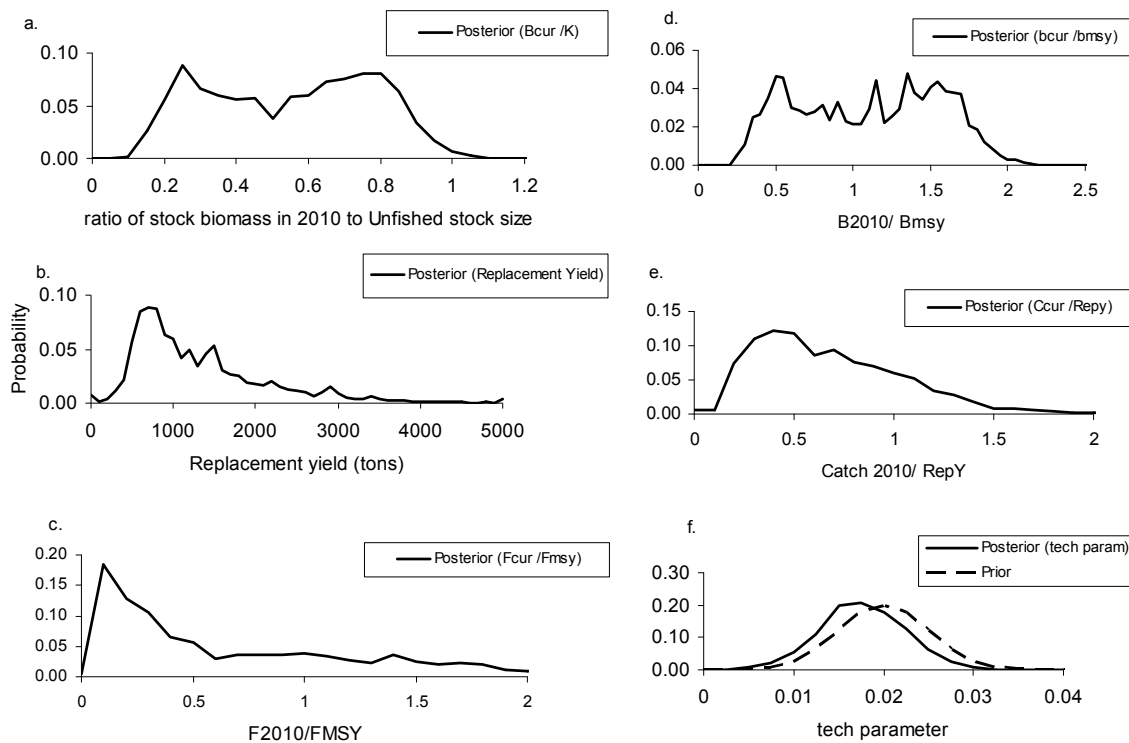 a.
Posterior (Bcur /K)
0.10
0.05
0.00
0 0.2 0.4 0.6 0.8 1 1.2
ratio of stock biomass in 2010 to Unfished stock size
b.
Posterior (Replacement Yield)
Probability
0.10
0.05
0.00
0 1000 2000 3000 4000 5000
Replacement yield (tons)
c.
Posterior (Fcur /Fmsy)
0.20
0.15
0.10
0.05
0.00
0 0.5 1 1.5 2
F2010/FMSY
d.
Posterior (bcur /bmsy)
0.06
0.04
0.02
0.00
0 0.5 1 1.5 2 2.5
B2010/ Bmsy
e.
Posterior (Ccur /Repy)
0.15
0.10
0.05
0.00
0 0.5 1 1.5 2
Catch 2010/ RepY
f.
Posterior (tech param)
Prior
0.30
0.20
0.10
0.00
0 0.01 0.02 0.03 0.04
tech parameter